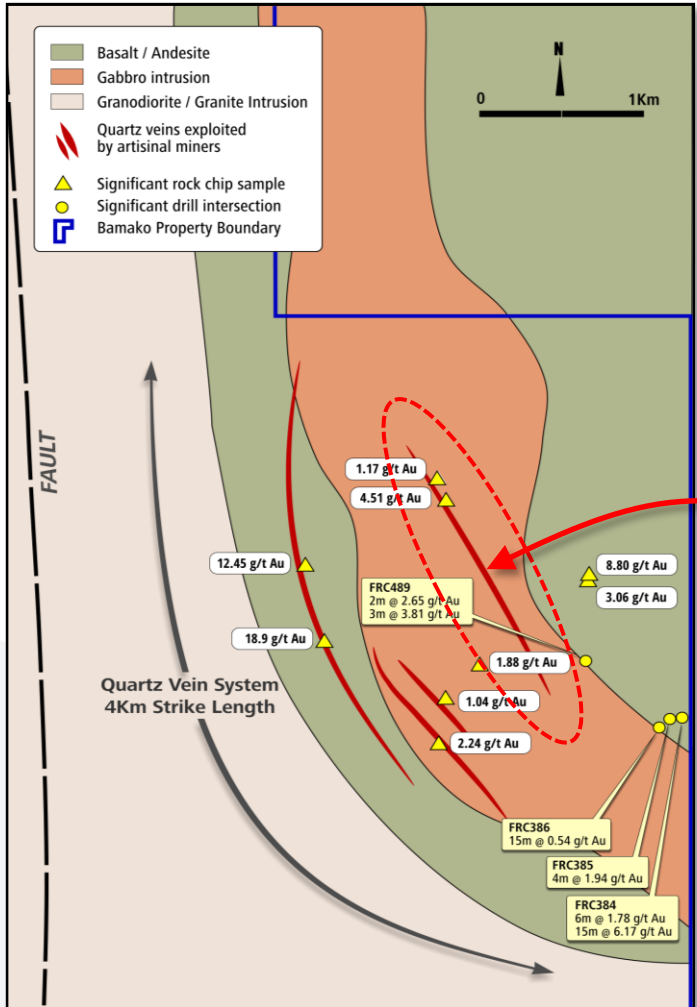 Basalt / Andesite
Gabbro intrusion
Granodiorite / Granite Intrusion
Quartz veins exploited
by artisinal miners
Significant rock chip sample
Significant drill intersection
Bamako Property Boundary
N
0 1Km
FAULT
1.17 g/t Au
4.51 g/t Au
12.45 g/t Au
8.80 g/t Au
3.06 g/t Au
FRC489
2m @ 2.65 g/t Au
3m @ 3.81 g/t Au
18.9 g/t Au
1.88 g/t Au
Quartz Vein System
4Km Strike Length
1.04 g/t Au
2.24 g/t Au
FRC386
15m @ 0.54 g/t Au
FRC385
4m @ 1.94 g/t Au
FRC384
6m @ 1.78 g/t Au
15m @ 6.17 g/t Au